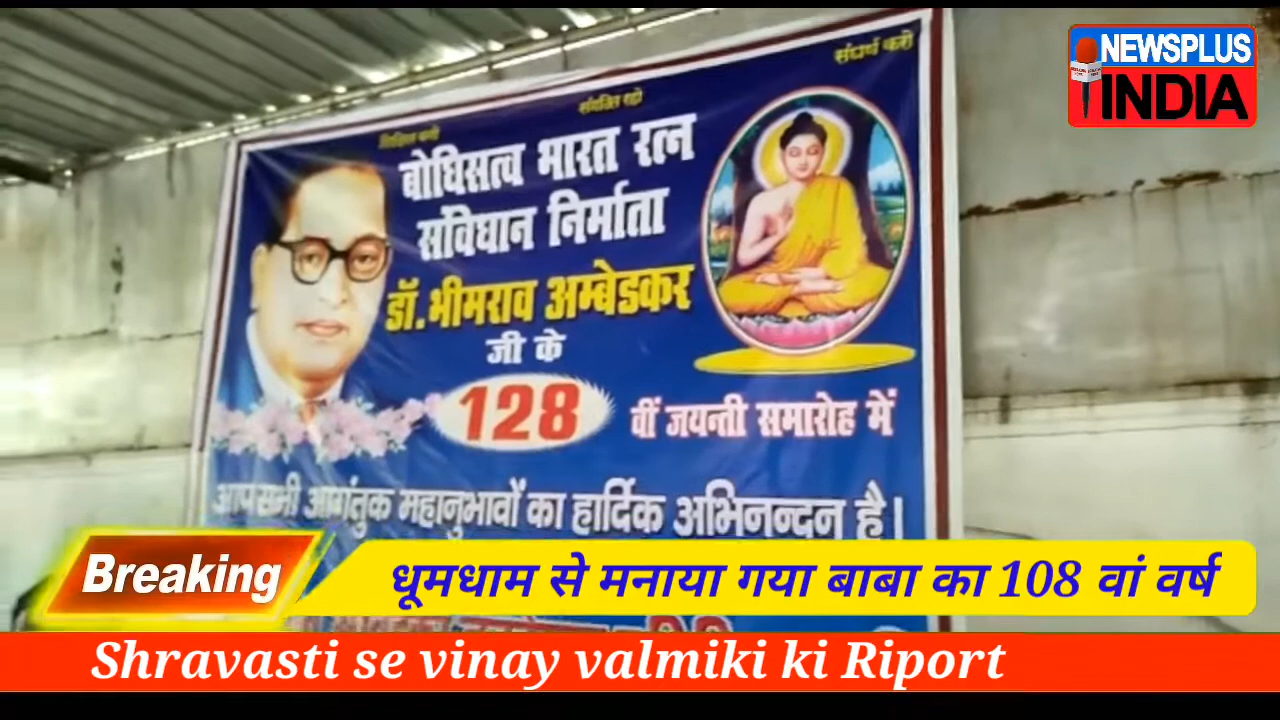 NEWSPLUS
INDIA
संघर्ष करो
संगठित रहो
शिक्षित बनो
बोधिसत्व भारत रत्न
संविधान निर्माता
डॉ. भीमराव अम्बेडकर
जी के
128 वीं जयन्ती समारोह में
आप सभी आगंतुक महानुभावों का हार्दिक अभिनन्दन है।
Breaking
धूमधाम से मनाया गया बाबा का 108 वां वर्ष
Shravasti se vinay valmiki ki Riport